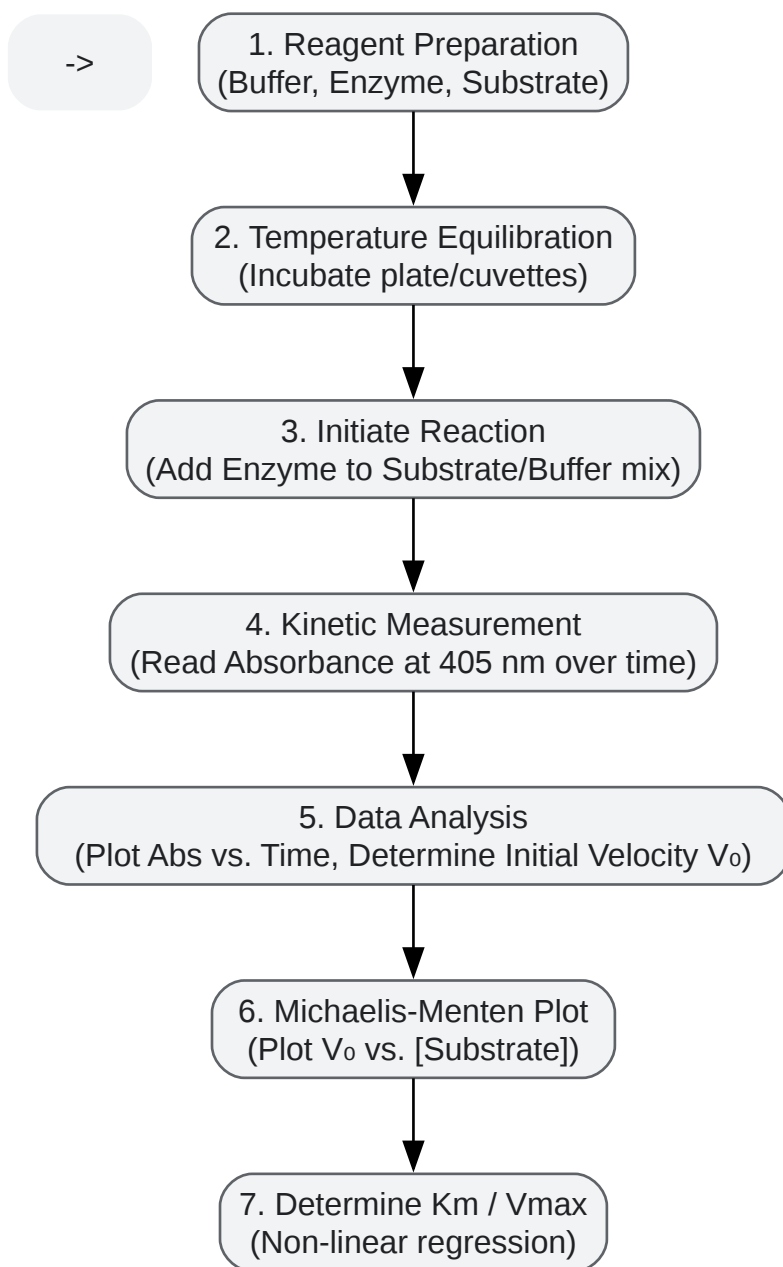 ->
1. Reagent Preparation
(Buffer, Enzyme, Substrate)
2. Temperature Equilibration
(Incubate plate/cuvettes)
3. Initiate Reaction
(Add Enzyme to Substrate/Buffer mix)
4. Kinetic Measurement
(Read Absorbance at 405 nm over time)
5. Data Analysis
(Plot Abs vs. Time, Determine Initial Velocity V₀)
6. Michaelis-Menten Plot
(Plot V₀ vs. [Substrate])
7. Determine Km / Vmax
(Non-linear regression)